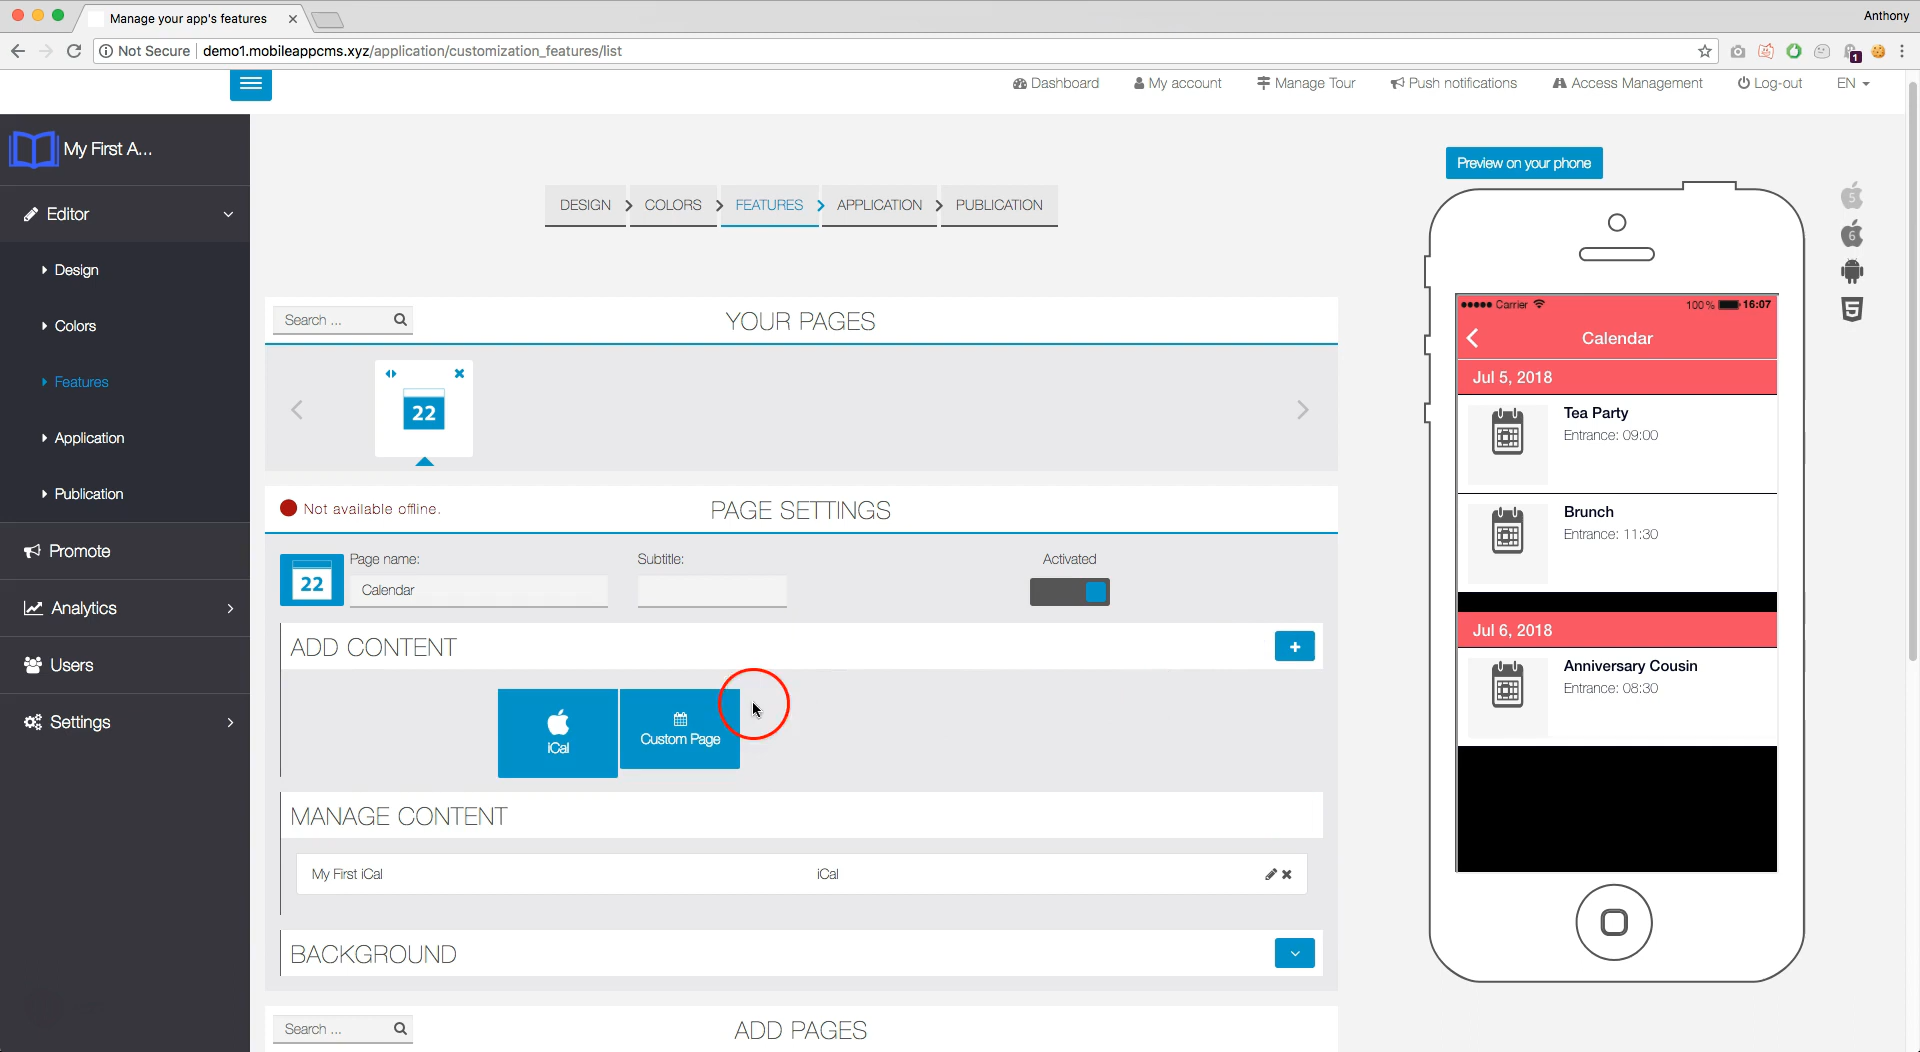 Manage your app's features
Anthony
Not Secure
demo1.mobileappcms.xyz/application/customization_features/list
1
Dashboard
My account
Manage Tour
Push notifications
Access Management
Log-out
EN
My First A...
Editor
Design
Colors
Features
Application
Publication
Promote
Analytics
Users
Settings
DESIGN
COLORS
FEATURES
APPLICATION
PUBLICATION
Search ...
YOUR PAGES
22
Not available offline.
PAGE SETTINGS
22
Page name:
Calendar
Subtitle:
Activated
ADD CONTENT
+
iCal
Custom Page
MANAGE CONTENT
My First iCal
iCal
BACKGROUND
Search ...
ADD PAGES
Preview on your phone
5
6
5
Carrier
100%
16:07
Calendar
Jul 5, 2018
Tea Party
Entrance: 09:00
Brunch
Entrance: 11:30
Jul 6, 2018
Anniversary Cousin
Entrance: 08:30